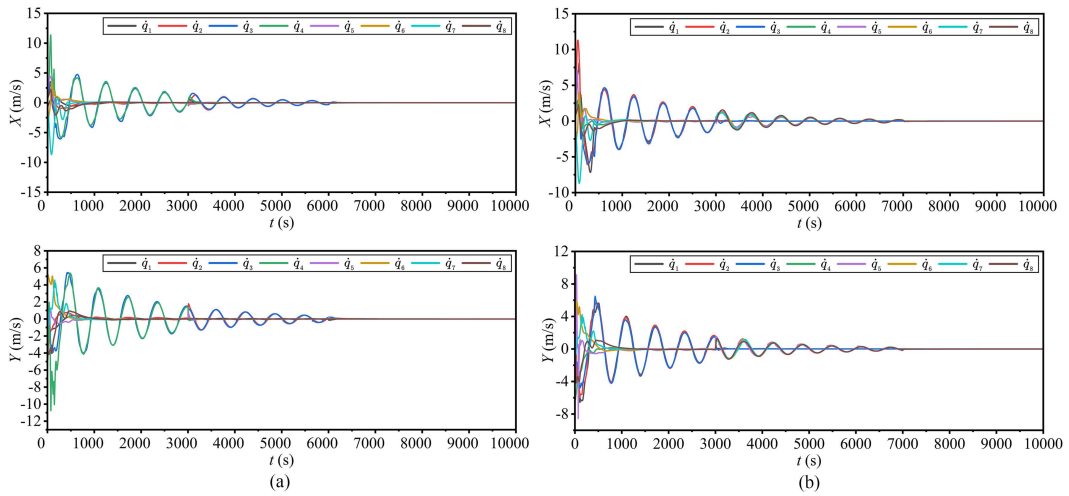 15
10
5
0
-5
-10
-15
X (m/s)
q̇₁ q̇₂ q̇₃ q̇₄ q̇₅ q̇₆ q̇₇ q̇₈
0 1000 2000 3000 4000 5000 6000 7000 8000 9000 10000
t (s)
8
6
4
2
0
-2
-4
-6
-8
-10
-12
Y (m/s)
q̇₁ q̇₂ q̇₃ q̇₄ q̇₅ q̇₆ q̇₇ q̇₈
0 1000 2000 3000 4000 5000 6000 7000 8000 9000 10000
t (s)
(a)
15
10
5
0
-5
-10
X (m/s)
q̇₁ q̇₂ q̇₃ q̇₄ q̇₅ q̇₆ q̇₇ q̇₈
0 1000 2000 3000 4000 5000 6000 7000 8000 9000 10000
t (s)
12
8
4
0
-4
-8
Y (m/s)
q̇₁ q̇₂ q̇₃ q̇₄ q̇₅ q̇₆ q̇₇ q̇₈
0 1000 2000 3000 4000 5000 6000 7000 8000 9000 10000
t (s)
(b)